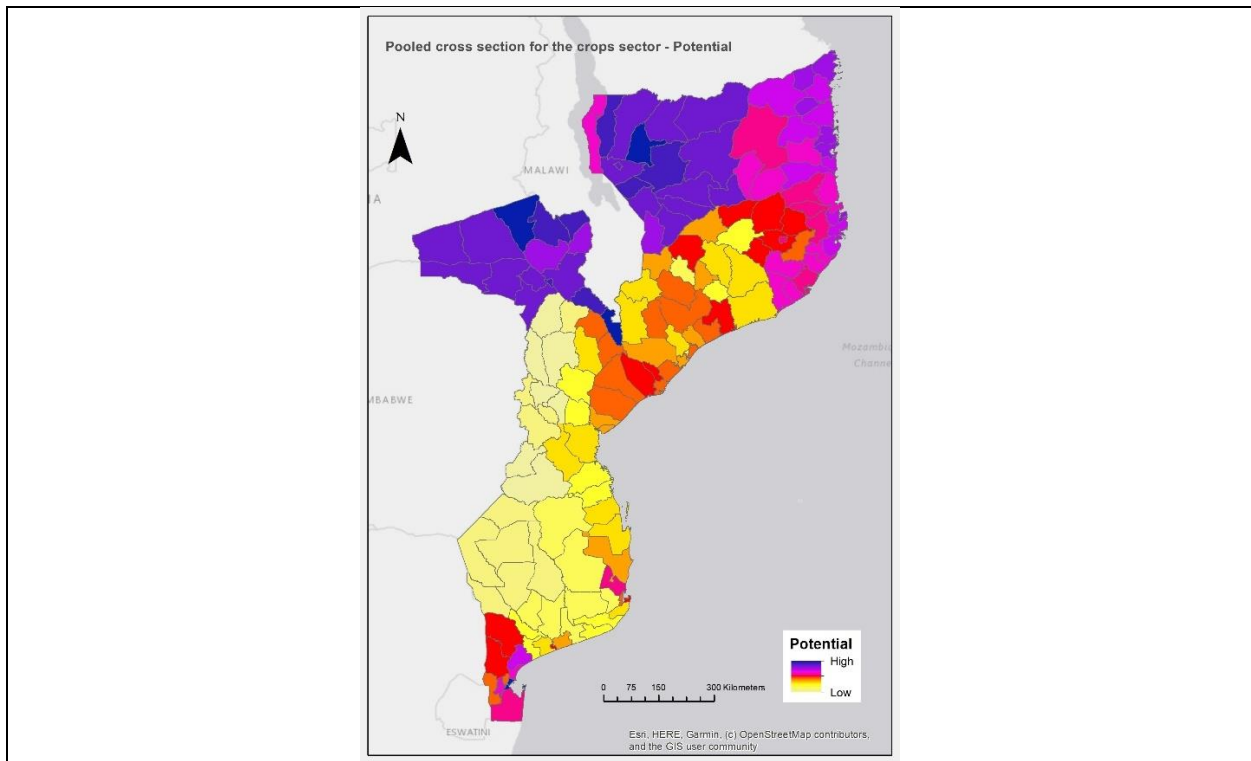 Pooled cross section for the crops sector - Potential
N
MALAWI
IA
MBABWE
Mozambi
Channe
Potential
High
Low
0 75 150 300 Kilometers
ESWATINI
Esri, HERE, Garmin, (c) OpenStreetMap contributors,
and the GIS user community